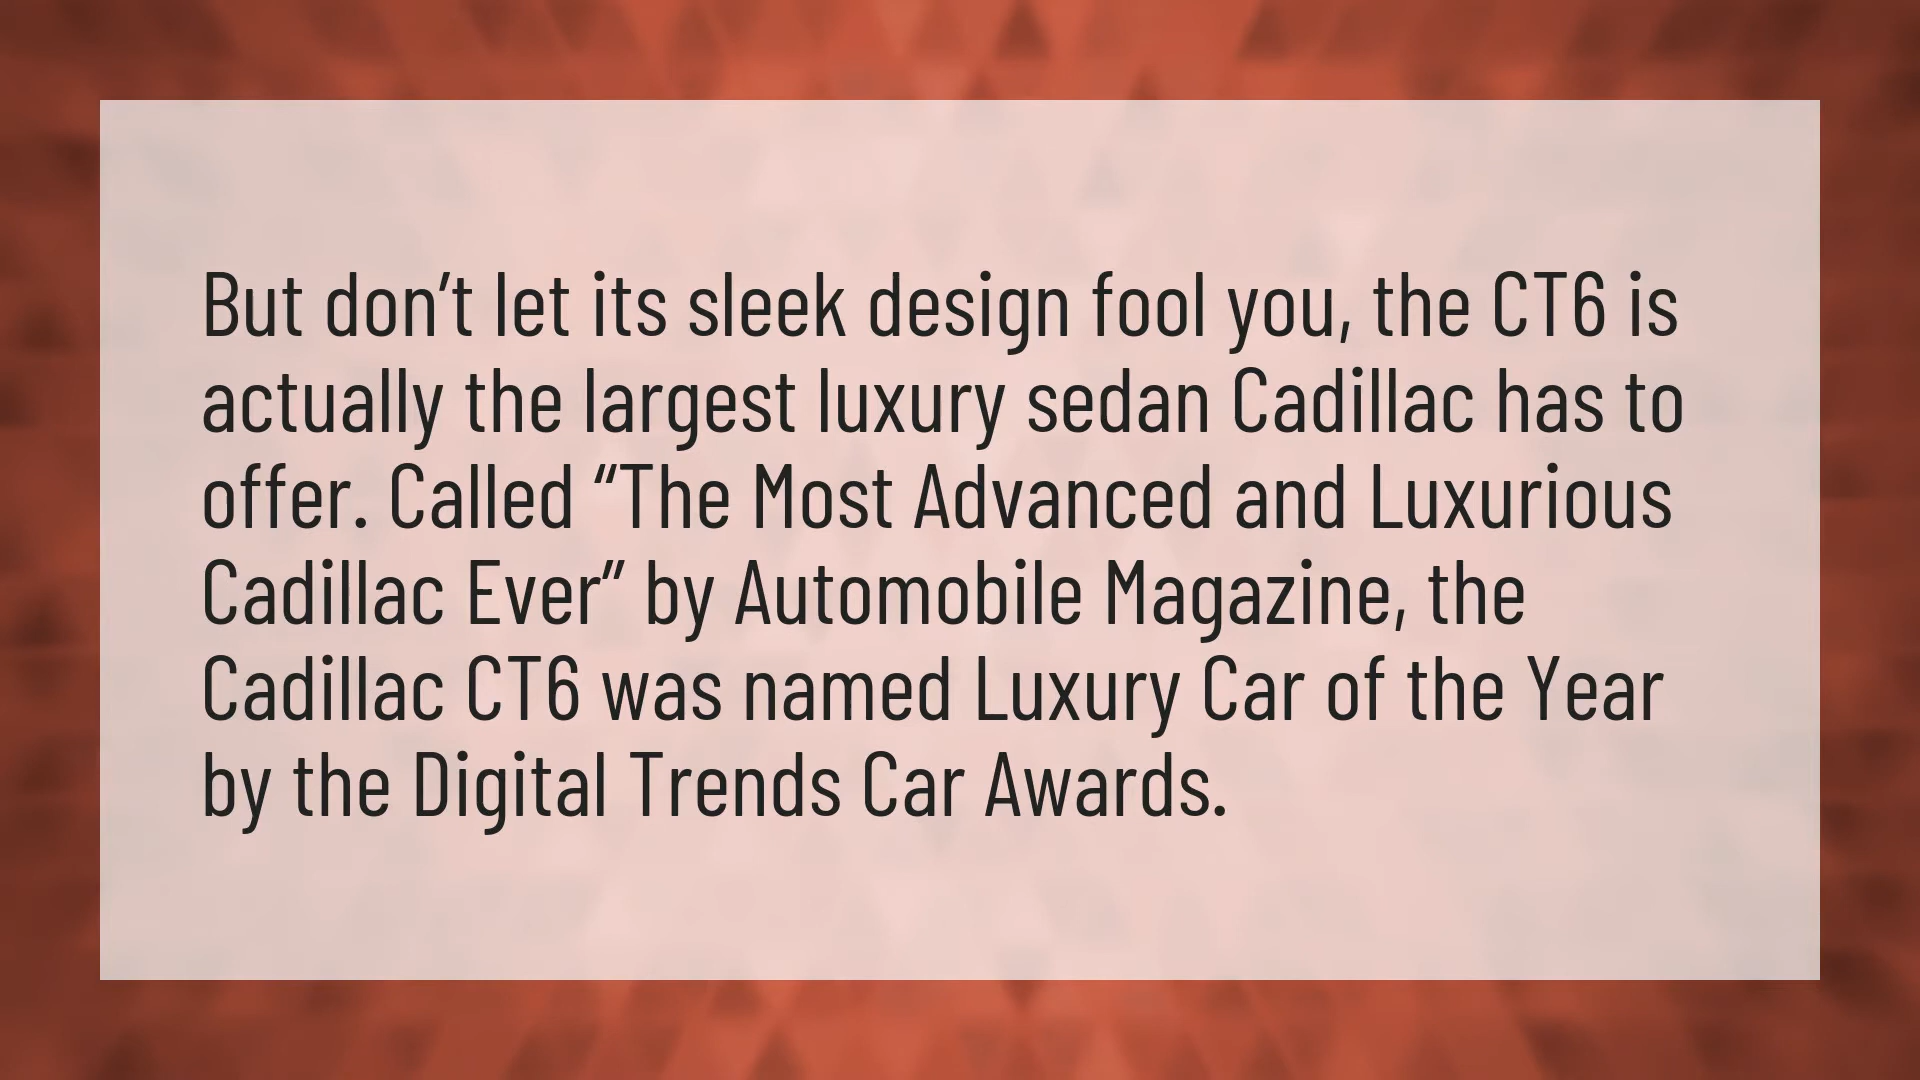 But don’t let its sleek design fool you, the CT6 is
actually the largest luxury sedan Cadillac has to
offer. Called “The Most Advanced and Luxurious
Cadillac Ever” by Automobile Magazine, the
Cadillac CT6 was named Luxury Car of the Year
by the Digital Trends Car Awards.